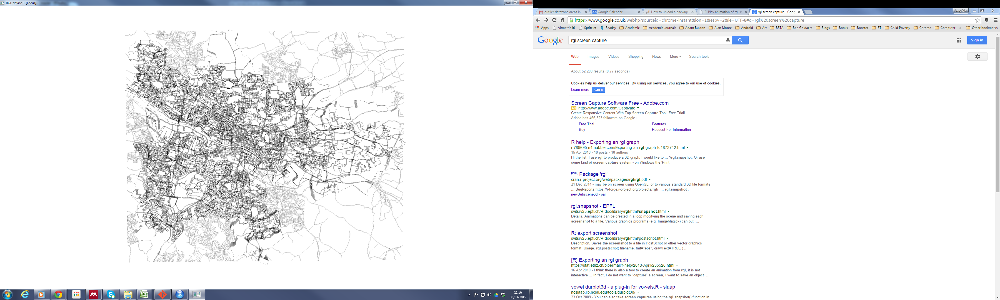 RGL device 1 [Focus]
11:56
30/03/2015
outlier datazone areas in
Google Calendar
How to unload a package
R: Play animation of rgl sc
rgl screen capture - Goog
Lazy Me
https://www.google.co.uk/webhp?sourceid=chrome-instant&ion=1&espv=2&ie=UTF-8#q=rgl%20screen%20capture
Apps Altmetric it! Spritzlet Readsy Academic Academic Journals Adam Buxton Alan Moore Android Art B3TA Ben Goldacre Blogs Books Booster BT Child Poverty Chrome Computer » Other bookmarks
Google rgl screen capture Sign in
Web Images Videos Shopping News More Search tools
About 52,200 results (0.77 seconds)
Cookies help us deliver our services. By using our services, you agree to our use of cookies.
Learn more Got it
Screen Capture Software Free - Adobe.com
Ad http://www.adobe.com/Captivate
Create Responsive Content With Top Screen Capture Tool. Free Trial!
Adobe has 466,323 followers on Google+
Free Trial Features
Buy Request For Information
R help - Exporting an rgl graph
r.789695.n4.nabble.com/Exporting-an-rgl-graph-td1872712.html
15 Apr 2010 - 18 posts - 10 authors
Hi the list, I use rgl to produce a 3D graph. I would like to ... ?rgl.snapshot. Or use
some kind of screen capture system - on Windows the 'Print
[PDF] Package 'rgl'
cran.r-project.org/web/packages/rgl/rgl.pdf
21 Dec 2014 - may be on screen using OpenGL, or to various standard 3D file formats
... BugReports https://r-forge.r-project.org/projects/rgl/ .... rgl.snapshot .
newSubscene3d - par
rgl.snapshot - EPFL
svitsrv25.epfl.ch/R-doc/library/rgl/html/snapshot.html
Details. Animations can be created in a loop modifying the scene and saving each
screenshot to a file. Various graphics programs (e.g. ImageMagick) can put ...
R: export screenshot
svitsrv25.epfl.ch/R-doc/library/rgl/html/postscript.html
Description. Saves the screenshot to a file in PostScript or other vector graphics
format. Usage. rgl.postscript( filename, fmt="eps", drawText=TRUE ) ...
[R] Exporting an rgl graph
https://stat.ethz.ch/pipermail/r-help/2010-April/235526.html
16 Apr 2010 - I think there is also a tool to create an animation from rgl, it is not
interactive ... In fact, I do not want to "capture" a screen, I want to save an object ...
vowel durplot3d - a plug-in for vowels.R - slaap
ncslaap.lib.ncsu.edu/tools/durplot3d/
23 Oct 2009 - You can also take screen captures using the rgl.snapshot() function in